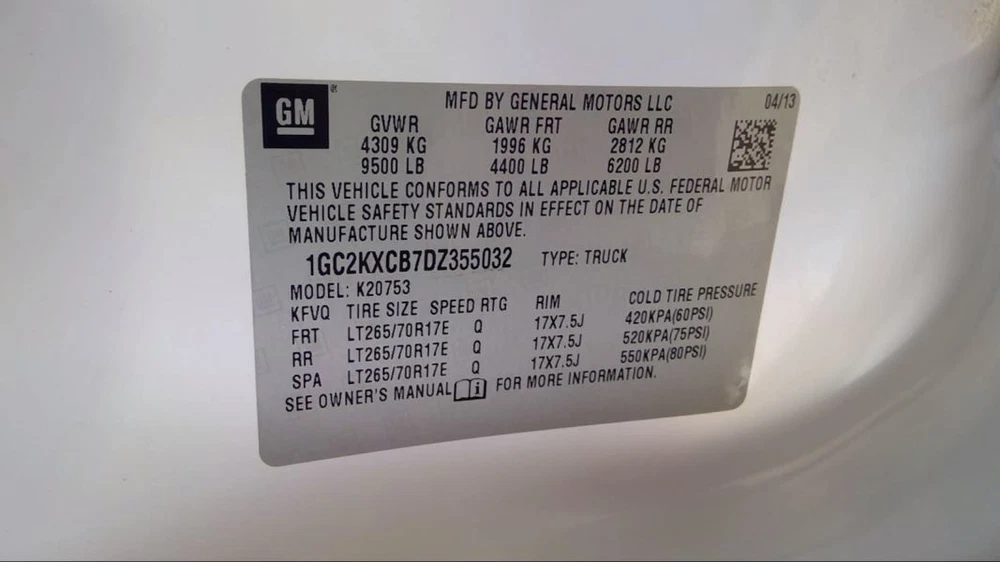 GM MFD BY GENERAL MOTORS LLC 04/13
GVWR GAWR FRT GAWR RR
4309 KG 1996 KG 2812 KG
9500 LB 4400 LB 6200 LB
THIS VEHICLE CONFORMS TO ALL APPLICABLE U.S. FEDERAL MOTOR
VEHICLE SAFETY STANDARDS IN EFFECT ON THE DATE OF
MANUFACTURE SHOWN ABOVE.
1GC2KXCB7DZ355032 TYPE: TRUCK
MODEL: K20753
KFVQ TIRE SIZE SPEED RTG RIM COLD TIRE PRESSURE
FRT LT265/70R17E Q 17X7.5J 420KPA(60PSI)
RR LT265/70R17E Q 17X7.5J 520KPA(75PSI)
SPA LT265/70R17E Q 17X7.5J 550KPA(80PSI)
SEE OWNER'S MANUAL FOR MORE INFORMATION.